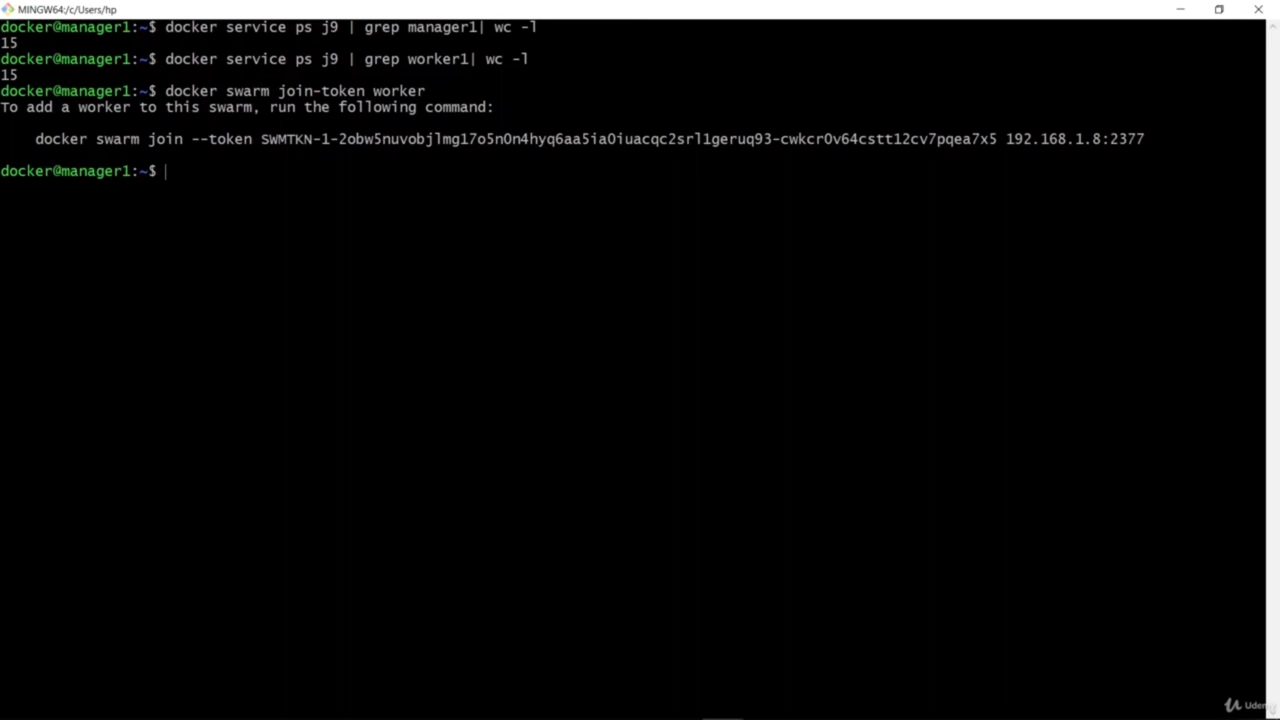 MINGW64:/c/Users/hp
docker@manager1:~$ docker service ps j9 | grep manager1| wc -l
15
docker@manager1:~$ docker service ps j9 | grep worker1| wc -l
15
docker@manager1:~$ docker swarm join-token worker
To add a worker to this swarm, run the following command:
docker swarm join --token SWMTKN-1-2obw5nuvobjlmg17o5n0n4hyq6aa5ia0iuacqc2srl1geruq93-cwkcr0v64cstt12cv7pqea7x5 192.168.1.8:2377
docker@manager1:~$